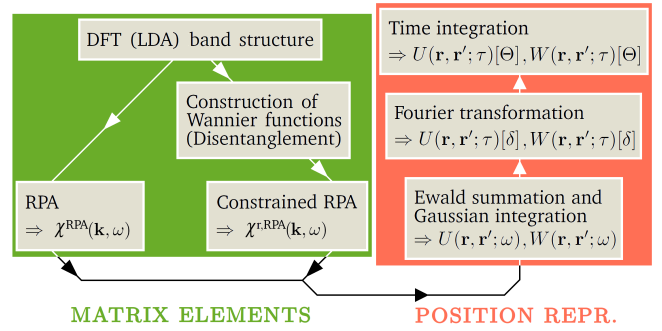 DFT (LDA) band structure
Construction of
Wannier functions
(Disentanglement)
RPA
⇒ χ^RPA(k, ω)
Constrained RPA
⇒ χ^r,RPA(k, ω)
MATRIX ELEMENTS
Time integration
⇒ U(r, r′; τ)[Θ], W(r, r′; τ)[Θ]
Fourier transformation
⇒ U(r, r′; τ)[δ], W(r, r′; τ)[δ]
Ewald summation and
Gaussian integration
⇒ U(r, r′; ω), W(r, r′; ω)
POSITION REPR.